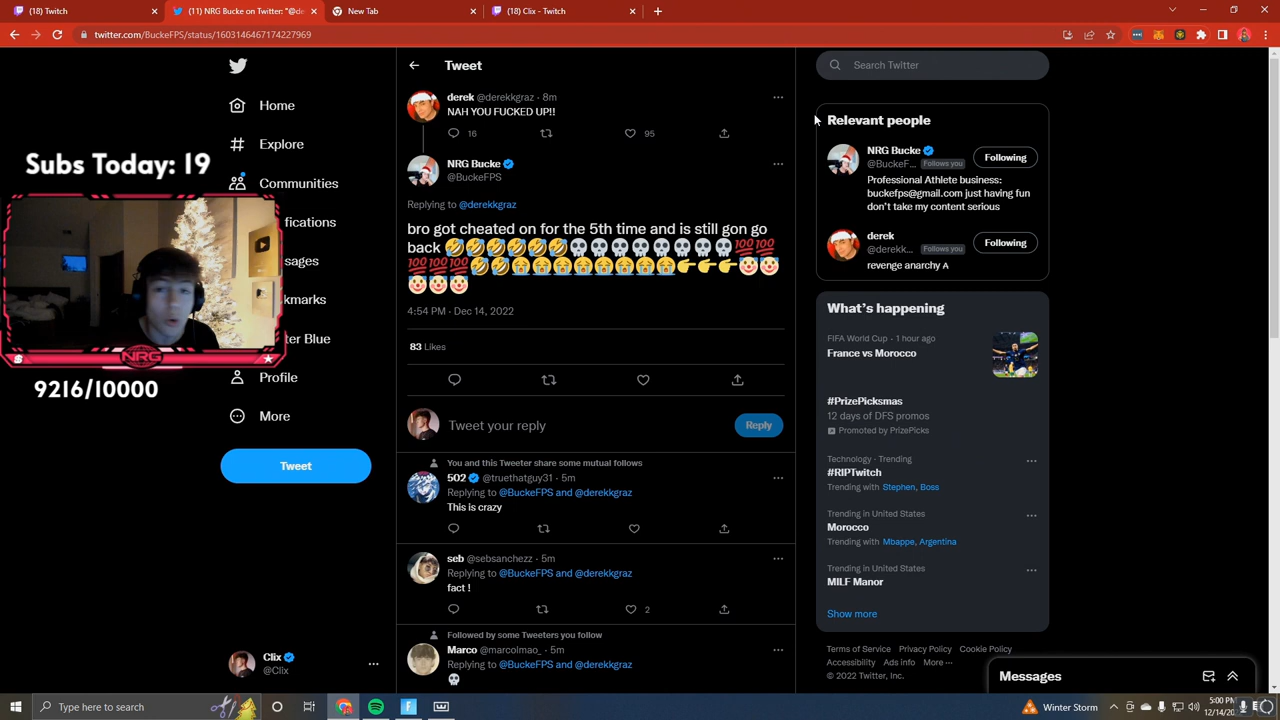 (18) Twitch
(11) NRG Bucke on Twitter: "@de
New Tab
(18) Clix - Twitch
twitter.com/BuckeFPS/status/1603146467174227969
Subs Today: 19
NRG
9216/10000
Home
Explore
Communities
fications
sages
kmarks
ter Blue
Profile
More
Tweet
Clix
@Clix
Tweet
derek @derekkgraz · 8m
NAH YOU FUCKED UP!!
16
95
NRG Bucke
@BuckeFPS
Replying to @derekkgraz
bro got cheated on for the 5th time and is still gon go
back 🤣🤣🤣🤣🤣🤣💀💀💀💀💀💀💀💀💯💯
💯💯💯🤣🤣😭😭😭😭😭😭😭😭👉👉👉🤡🤡
🤡🤡🤡
4:54 PM · Dec 14, 2022
83 Likes
Tweet your reply
Reply
You and this Tweeter share some mutual follows
502 @truethatguy31 · 5m
Replying to @BuckeFPS and @derekkgraz
This is crazy
seb @sebsanchezz · 5m
Replying to @BuckeFPS and @derekkgraz
fact !
2
Followed by some Tweeters you follow
Marco @marcolmao_ · 5m
Replying to @BuckeFPS and @derekkgraz
💀
Search Twitter
Relevant people
NRG Bucke
@BuckeF... Follows you
Following
Professional Athlete business:
buckefps@gmail.com just having fun
don't take my content serious
derek
@derekk... Follows you
Following
revenge anarchy
What's happening
FIFA World Cup · 1 hour ago
France vs Morocco
#PrizePicksmas
12 days of DFS promos
Promoted by PrizePicks
Technology · Trending
#RIPTwitch
Trending with Stephen, Boss
Trending in United States
Morocco
Trending with Mbappe, Argentina
Trending in United States
MILF Manor
Show more
Terms of Service Privacy Policy Cookie Policy
Accessibility Ads info More ···
© 2022 Twitter, Inc.
Messages
Type here to search
Winter Storm
5:00 PM
12/14/2022